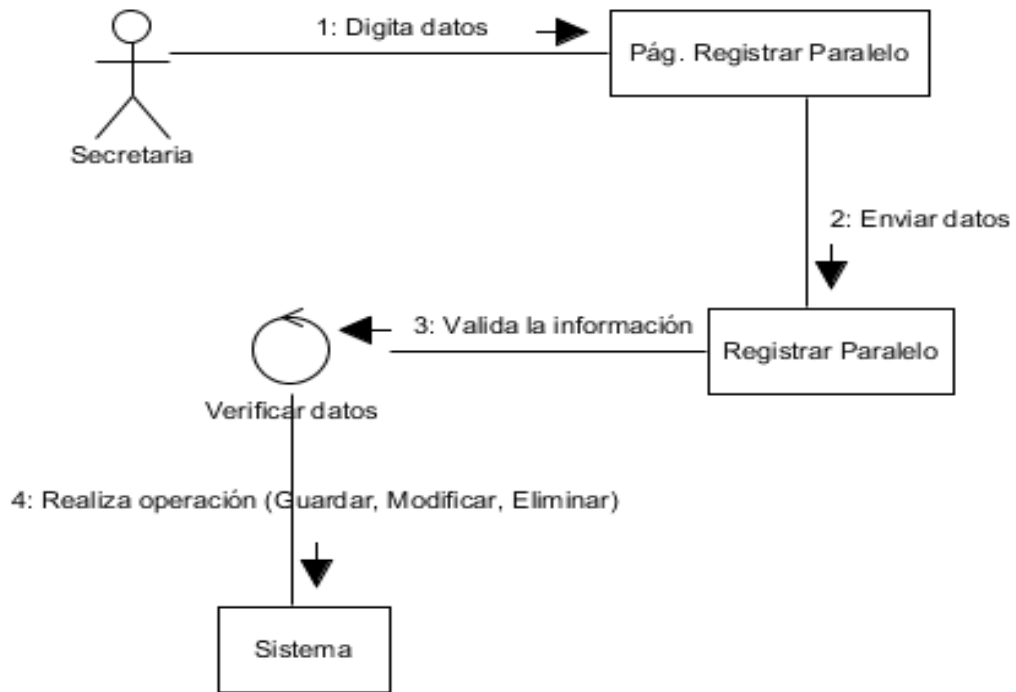 1: Digita datos
Pág. Registrar Paralelo
Secretaria
2: Enviar datos
3: Valida la información
Registrar Paralelo
Verificar datos
4: Realiza operación (Guardar, Modificar, Eliminar)
Sistema